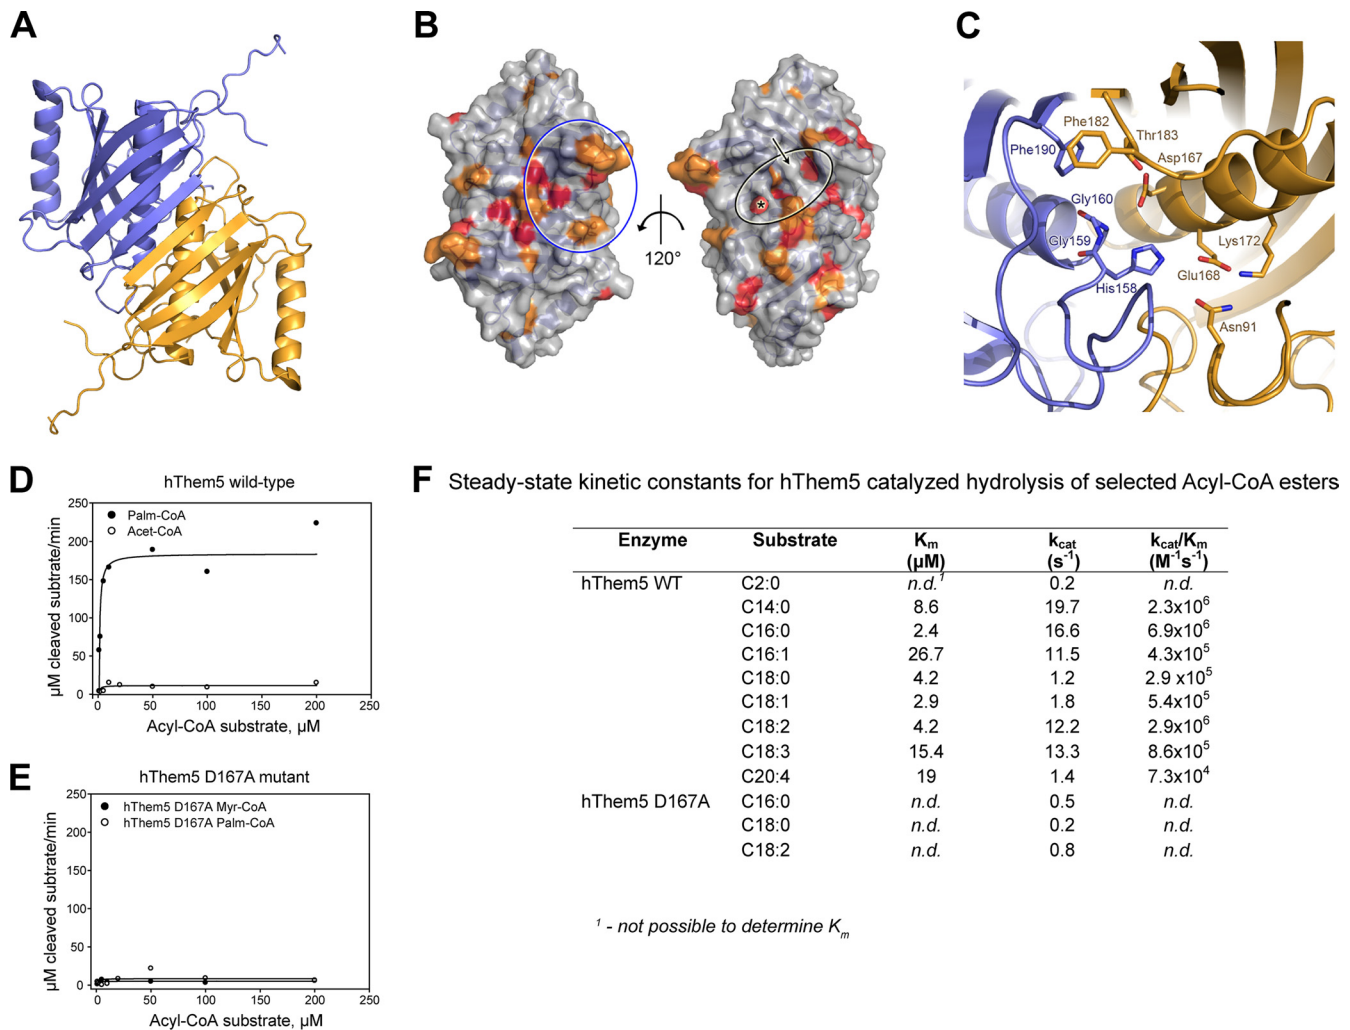 A
B
120°
*
C
Phe182
Thr183
Phe190
Asp167
Gly160
Gly159
Lys172
Glu168
His158
Asn91
D
hThem5 wild-type
µM cleaved subtrate/min
250
200
150
100
50
0
Palm-CoA
Acet-CoA
0 50 100 150 200 250
Acyl-CoA substrate, µM
E
hThem5 D167A mutant
µM cleaved subtrate/min
250
200
150
100
50
0
hThem5 D167A Myr-CoA
hThem5 D167A Palm-CoA
0 50 100 150 200 250
Acyl-CoA substrate, µM
F Steady-state kinetic constants for hThem5 catalyzed hydrolysis of selected Acyl-CoA esters
Enzyme Substrate Km kcat kcat/Km
(µM) (s⁻¹) (M⁻¹s⁻¹)
hThem5 WT C2:0 n.d.¹ 0.2 n.d.
C14:0 8.6 19.7 2.3x10⁶
C16:0 2.4 16.6 6.9x10⁶
C16:1 26.7 11.5 4.3x10⁵
C18:0 4.2 1.2 2.9 x10⁵
C18:1 2.9 1.8 5.4x10⁵
C18:2 4.2 12.2 2.9x10⁶
C18:3 15.4 13.3 8.6x10⁵
C20:4 19 1.4 7.3x10⁴
hThem5 D167A C16:0 n.d. 0.5 n.d.
C18:0 n.d. 0.2 n.d.
C18:2 n.d. 0.8 n.d.
¹ - not possible to determine Km